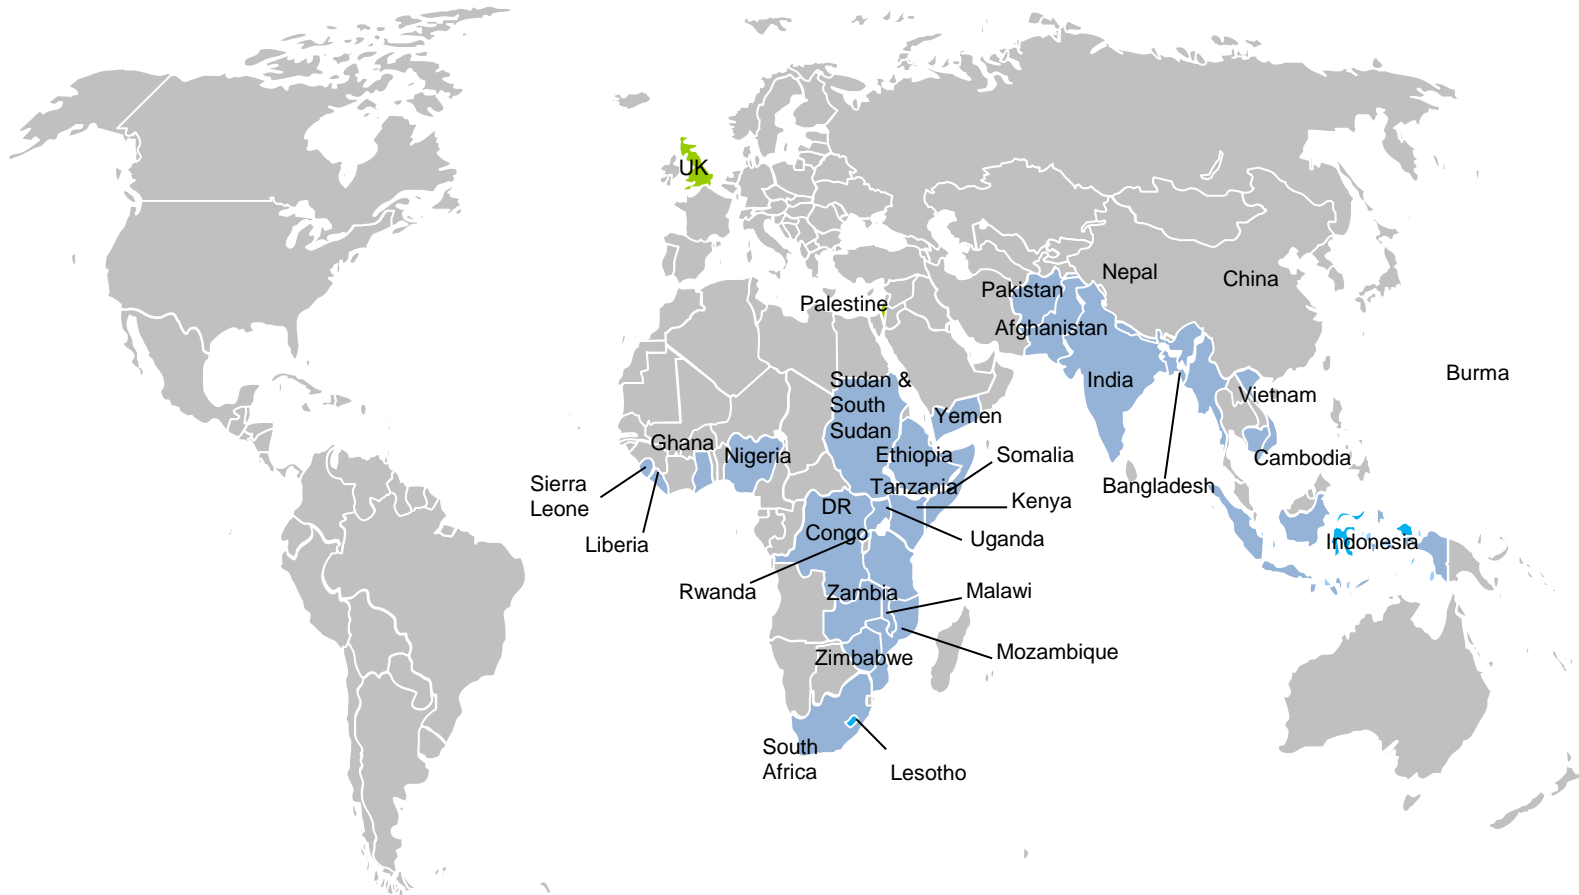 UK
Nepal
China
Pakistan
Palestine
Afghanistan
Burma
Sudan &
South
Sudan
India
Vietnam
Yemen
Ghana
Nigeria
Ethiopia
Somalia
Cambodia
Sierra
Leone
Tanzania
Bangladesh
Kenya
DR
Congo
Liberia
Uganda
Indonesia
Rwanda
Zambia
Malawi
Zimbabwe
Mozambique
South
Africa
Lesotho